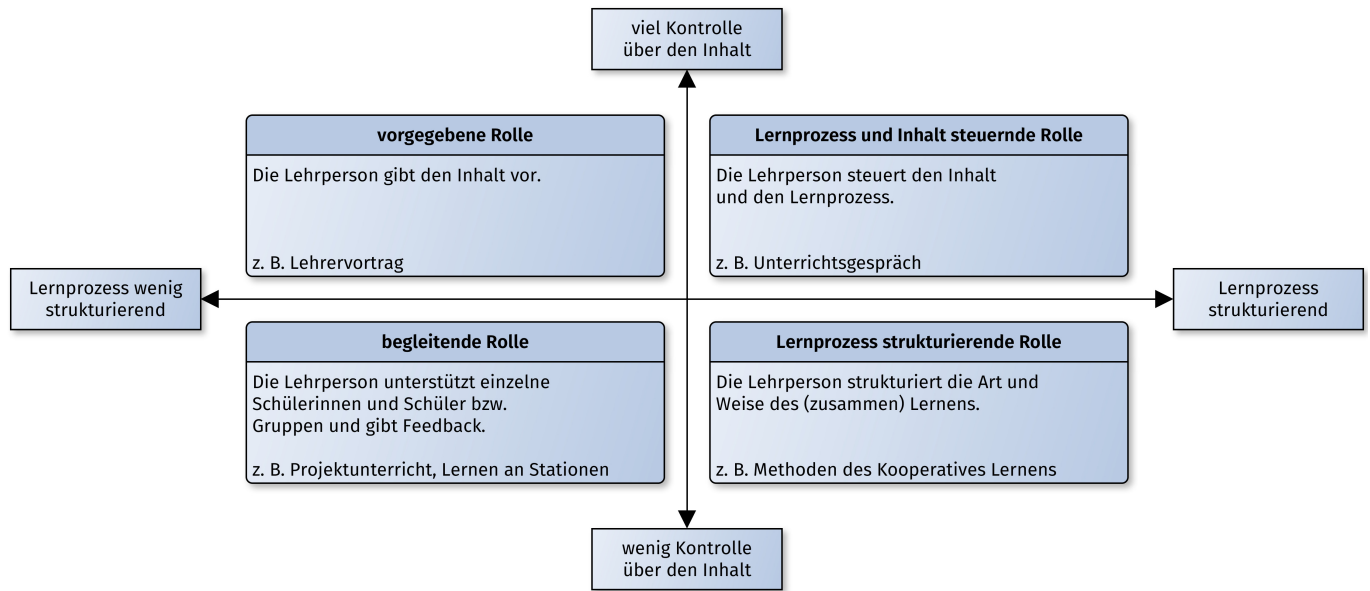 viel Kontrolle
über den Inhalt
vorgegebene Rolle
Die Lehrperson gibt den Inhalt vor.
z. B. Lehrervortrag
Lernprozess und Inhalt steuernde Rolle
Die Lehrperson steuert den Inhalt
und den Lernprozess.
z. B. Unterrichtsgespräch
Lernprozess wenig
strukturierend
Lernprozess
strukturierend
begleitende Rolle
Die Lehrperson unterstützt einzelne
Schülerinnen und Schüler bzw.
Gruppen und gibt Feedback.
z. B. Projektunterricht, Lernen an Stationen
Lernprozess strukturierende Rolle
Die Lehrperson strukturiert die Art und
Weise des (zusammen) Lernens.
z. B. Methoden des Kooperatives Lernens
wenig Kontrolle
über den Inhalt